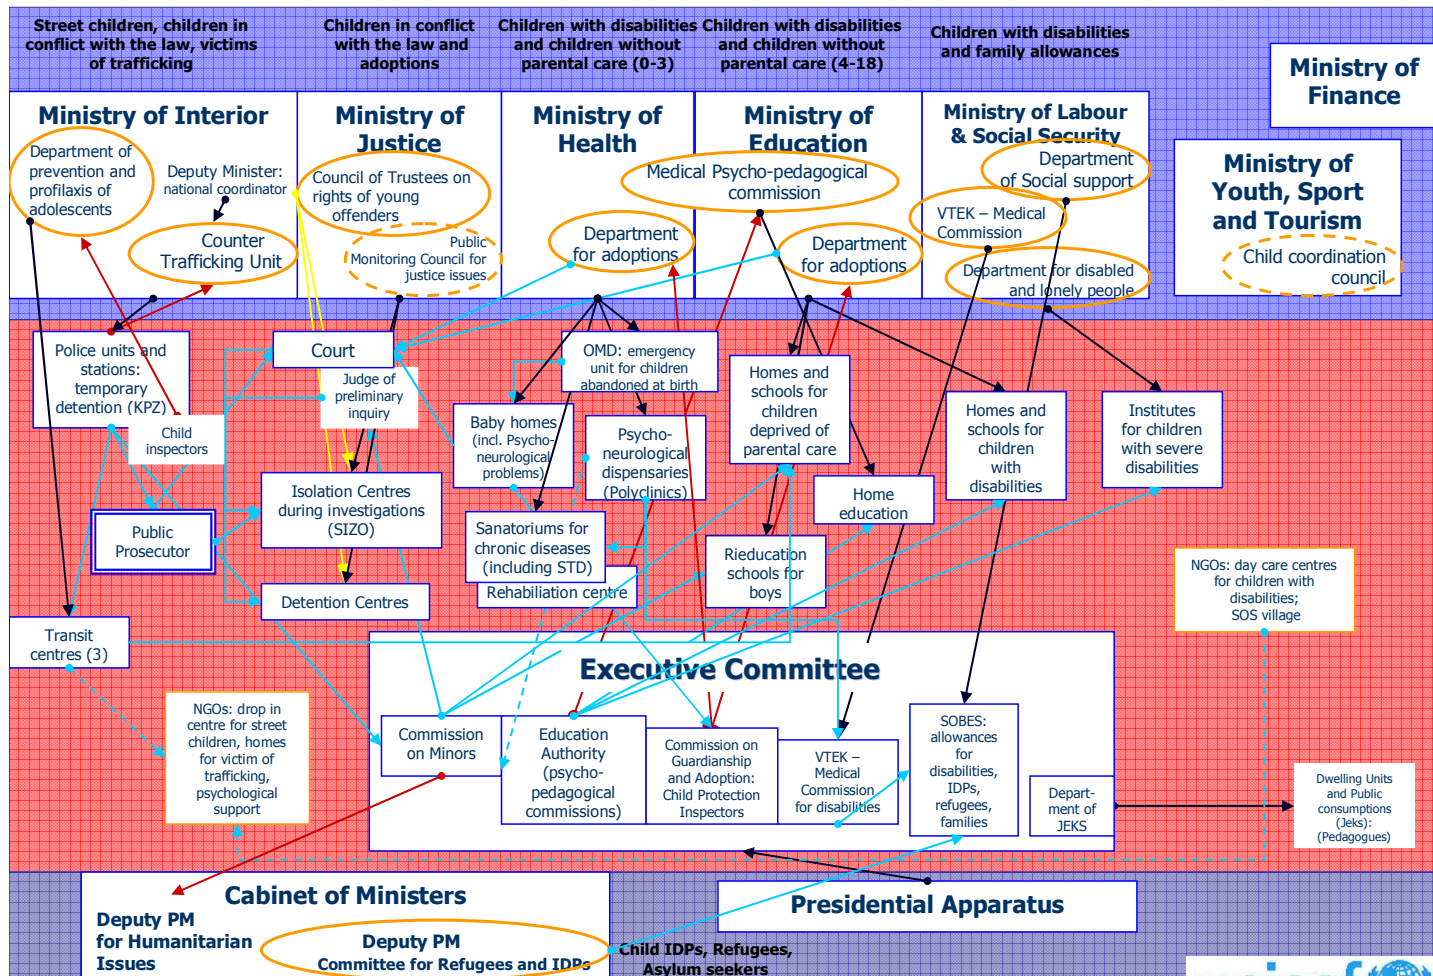 Street children, children in
conflict with the law, victims
of trafficking
Children in conflict
with the law and
adoptions
Children with disabilities
and children without
parental care (0-3)
Children with disabilities
and children without
parental care (4-18)
Children with disabilities
and family allowances
Ministry of
Finance
Ministry of Interior
Department of
prevention and
profilaxis of
adolescents
Deputy Minister:
national coordinator
Counter
Trafficking Unit
Ministry of
Justice
Council of Trustees on
rights of young
offenders
Public
Monitoring Council for
justice issues
Ministry of
Health
Department
for adoptions
Ministry of
Education
Medical Psycho-pedagogical
commission
Department
for adoptions
Ministry of Labour
& Social Security
Department
of Social support
VTEK – Medical
Commission
Department for disabled
and lonely people
Ministry of
Youth, Sport
and Tourism
Child coordination
council
Police units and
stations:
temporary
detention (KPZ)
Child
inspectors
Court
Judge of
preliminary
inquiry
OMD: emergency
unit for children
abandoned at birth
Baby homes
(incl. Psycho-
neurological
problems)
Psycho-
neurological
dispensaries
(Polyclinics)
Homes and
schools for
children
deprived of
parental care
Homes and
schools for
children
with
disabilities
Institutes
for children
with severe
disabilities
Home
education
Isolation Centres
during investigations
(SIZO)
Public
Prosecutor
Sanatoriums for
chronic diseases
(including STD)
Rehabiliation centre
Rieducation
schools for
boys
Detention Centres
NGOs: day care centres
for children with
disabilities;
SOS village
Transit
centres (3)
Executive Committee
NGOs: drop in
centre for street
children, homes
for victim of
trafficking,
psychological
support
Commission
on Minors
Education
Authority
(psycho-
pedagogical
commissions)
Commission on
Guardianship
and Adoption:
Child Protection
Inspectors
VTEK –
Medical
Commission
for disabilities
SOBES:
allowances
for
disabilities,
IDPs,
refugees,
families
Depart-
ment of
JEKS
Dwelling Units
and Public
consumptions
(Jeks):
(Pedagogues)
Cabinet of Ministers
Deputy PM
for Humanitarian
Issues
Deputy PM
Committee for Refugees and IDPs
Child IDPs, Refugees,
Asylum seekers
Presidential Apparatus